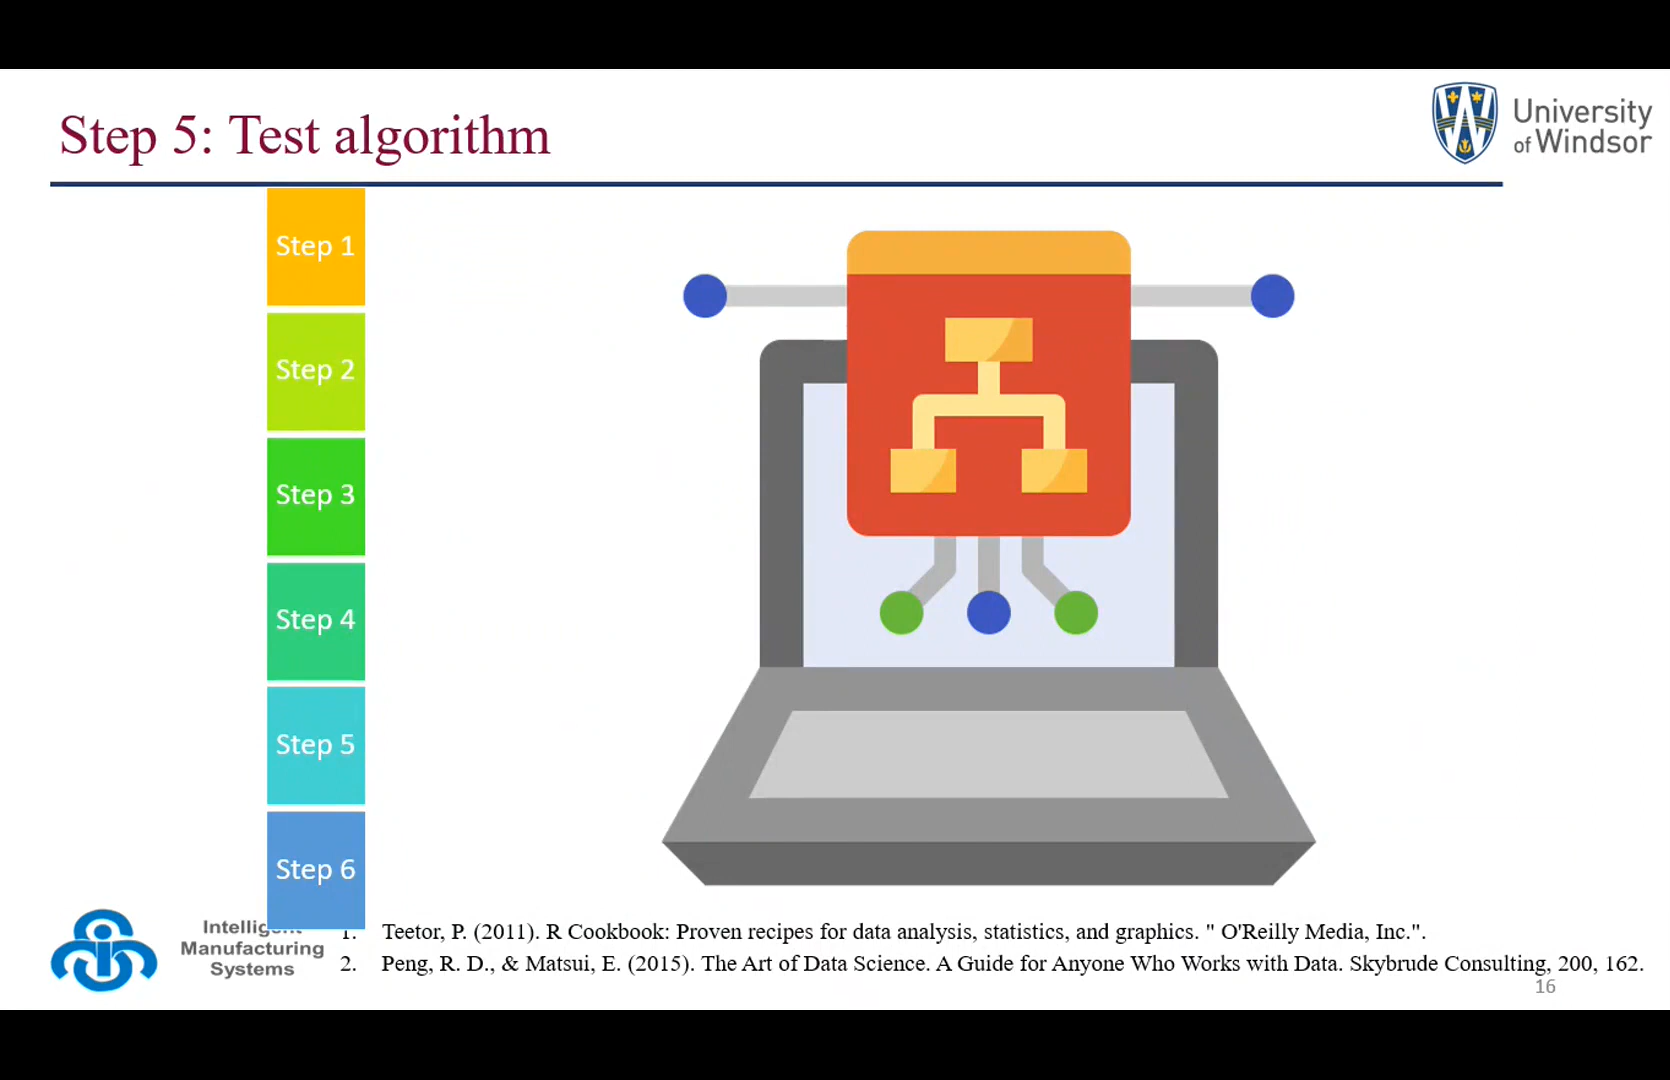 Step 5: Test algorithm
University
of Windsor
Step 1
Step 2
Step 3
Step 4
Step 5
Step 6
Intelligent
Manufacturing
Systems
1. Teetor, P. (2011). R Cookbook: Proven recipes for data analysis, statistics, and graphics. " O'Reilly Media, Inc.".
2. Peng, R. D., & Matsui, E. (2015). The Art of Data Science. A Guide for Anyone Who Works with Data. Skybrude Consulting, 200, 162.
16